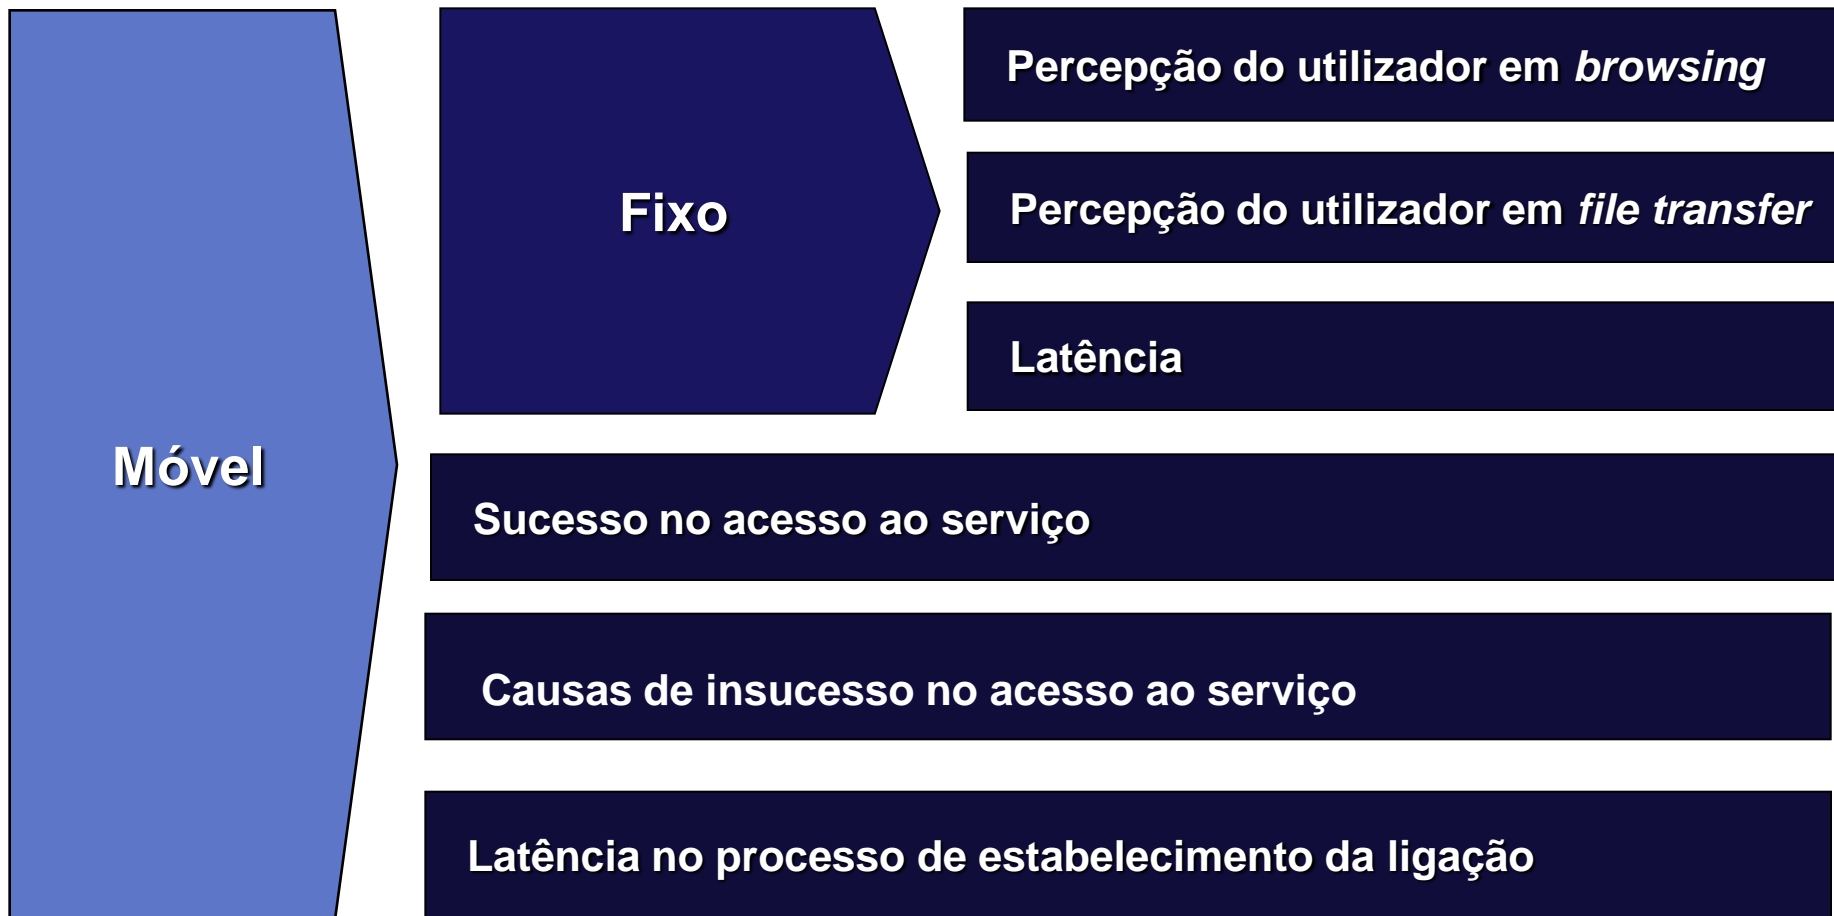 Móvel
Fixo
Percepção do utilizador em browsing
Percepção do utilizador em file transfer
Latência
Sucesso no acesso ao serviço
Causas de insucesso no acesso ao serviço
Latência no processo de estabelecimento da ligação